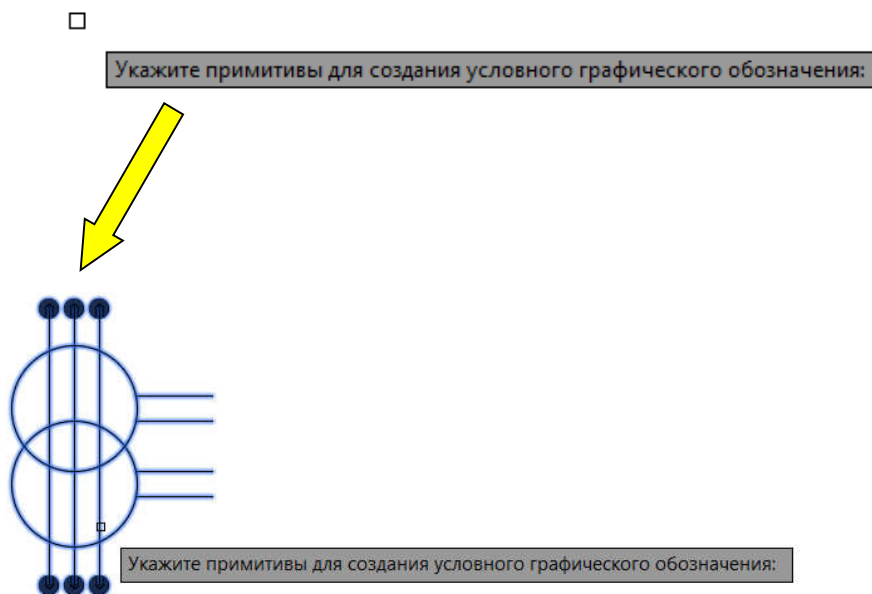 Укажите примитивы для создания условного графического обозначения:
Укажите примитивы для создания условного графического обозначения: